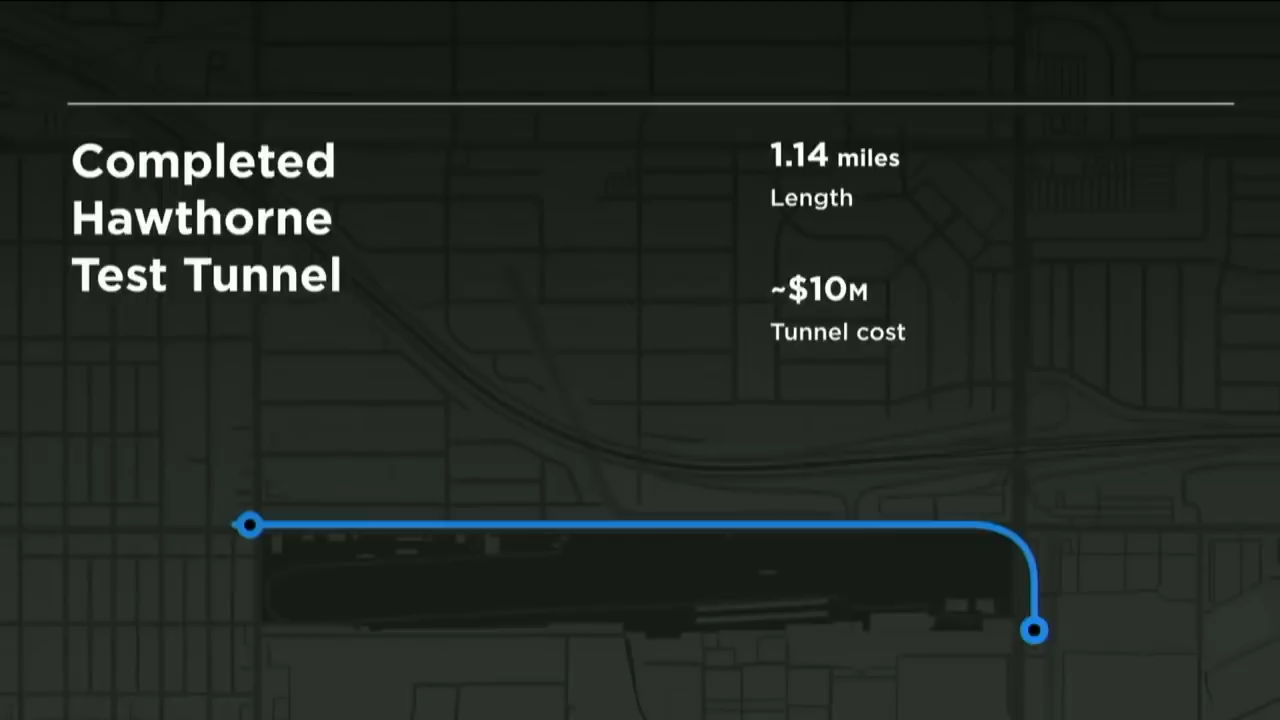 Completed
Hawthorne
Test Tunnel
1.14 miles
Length
~$10M
Tunnel cost